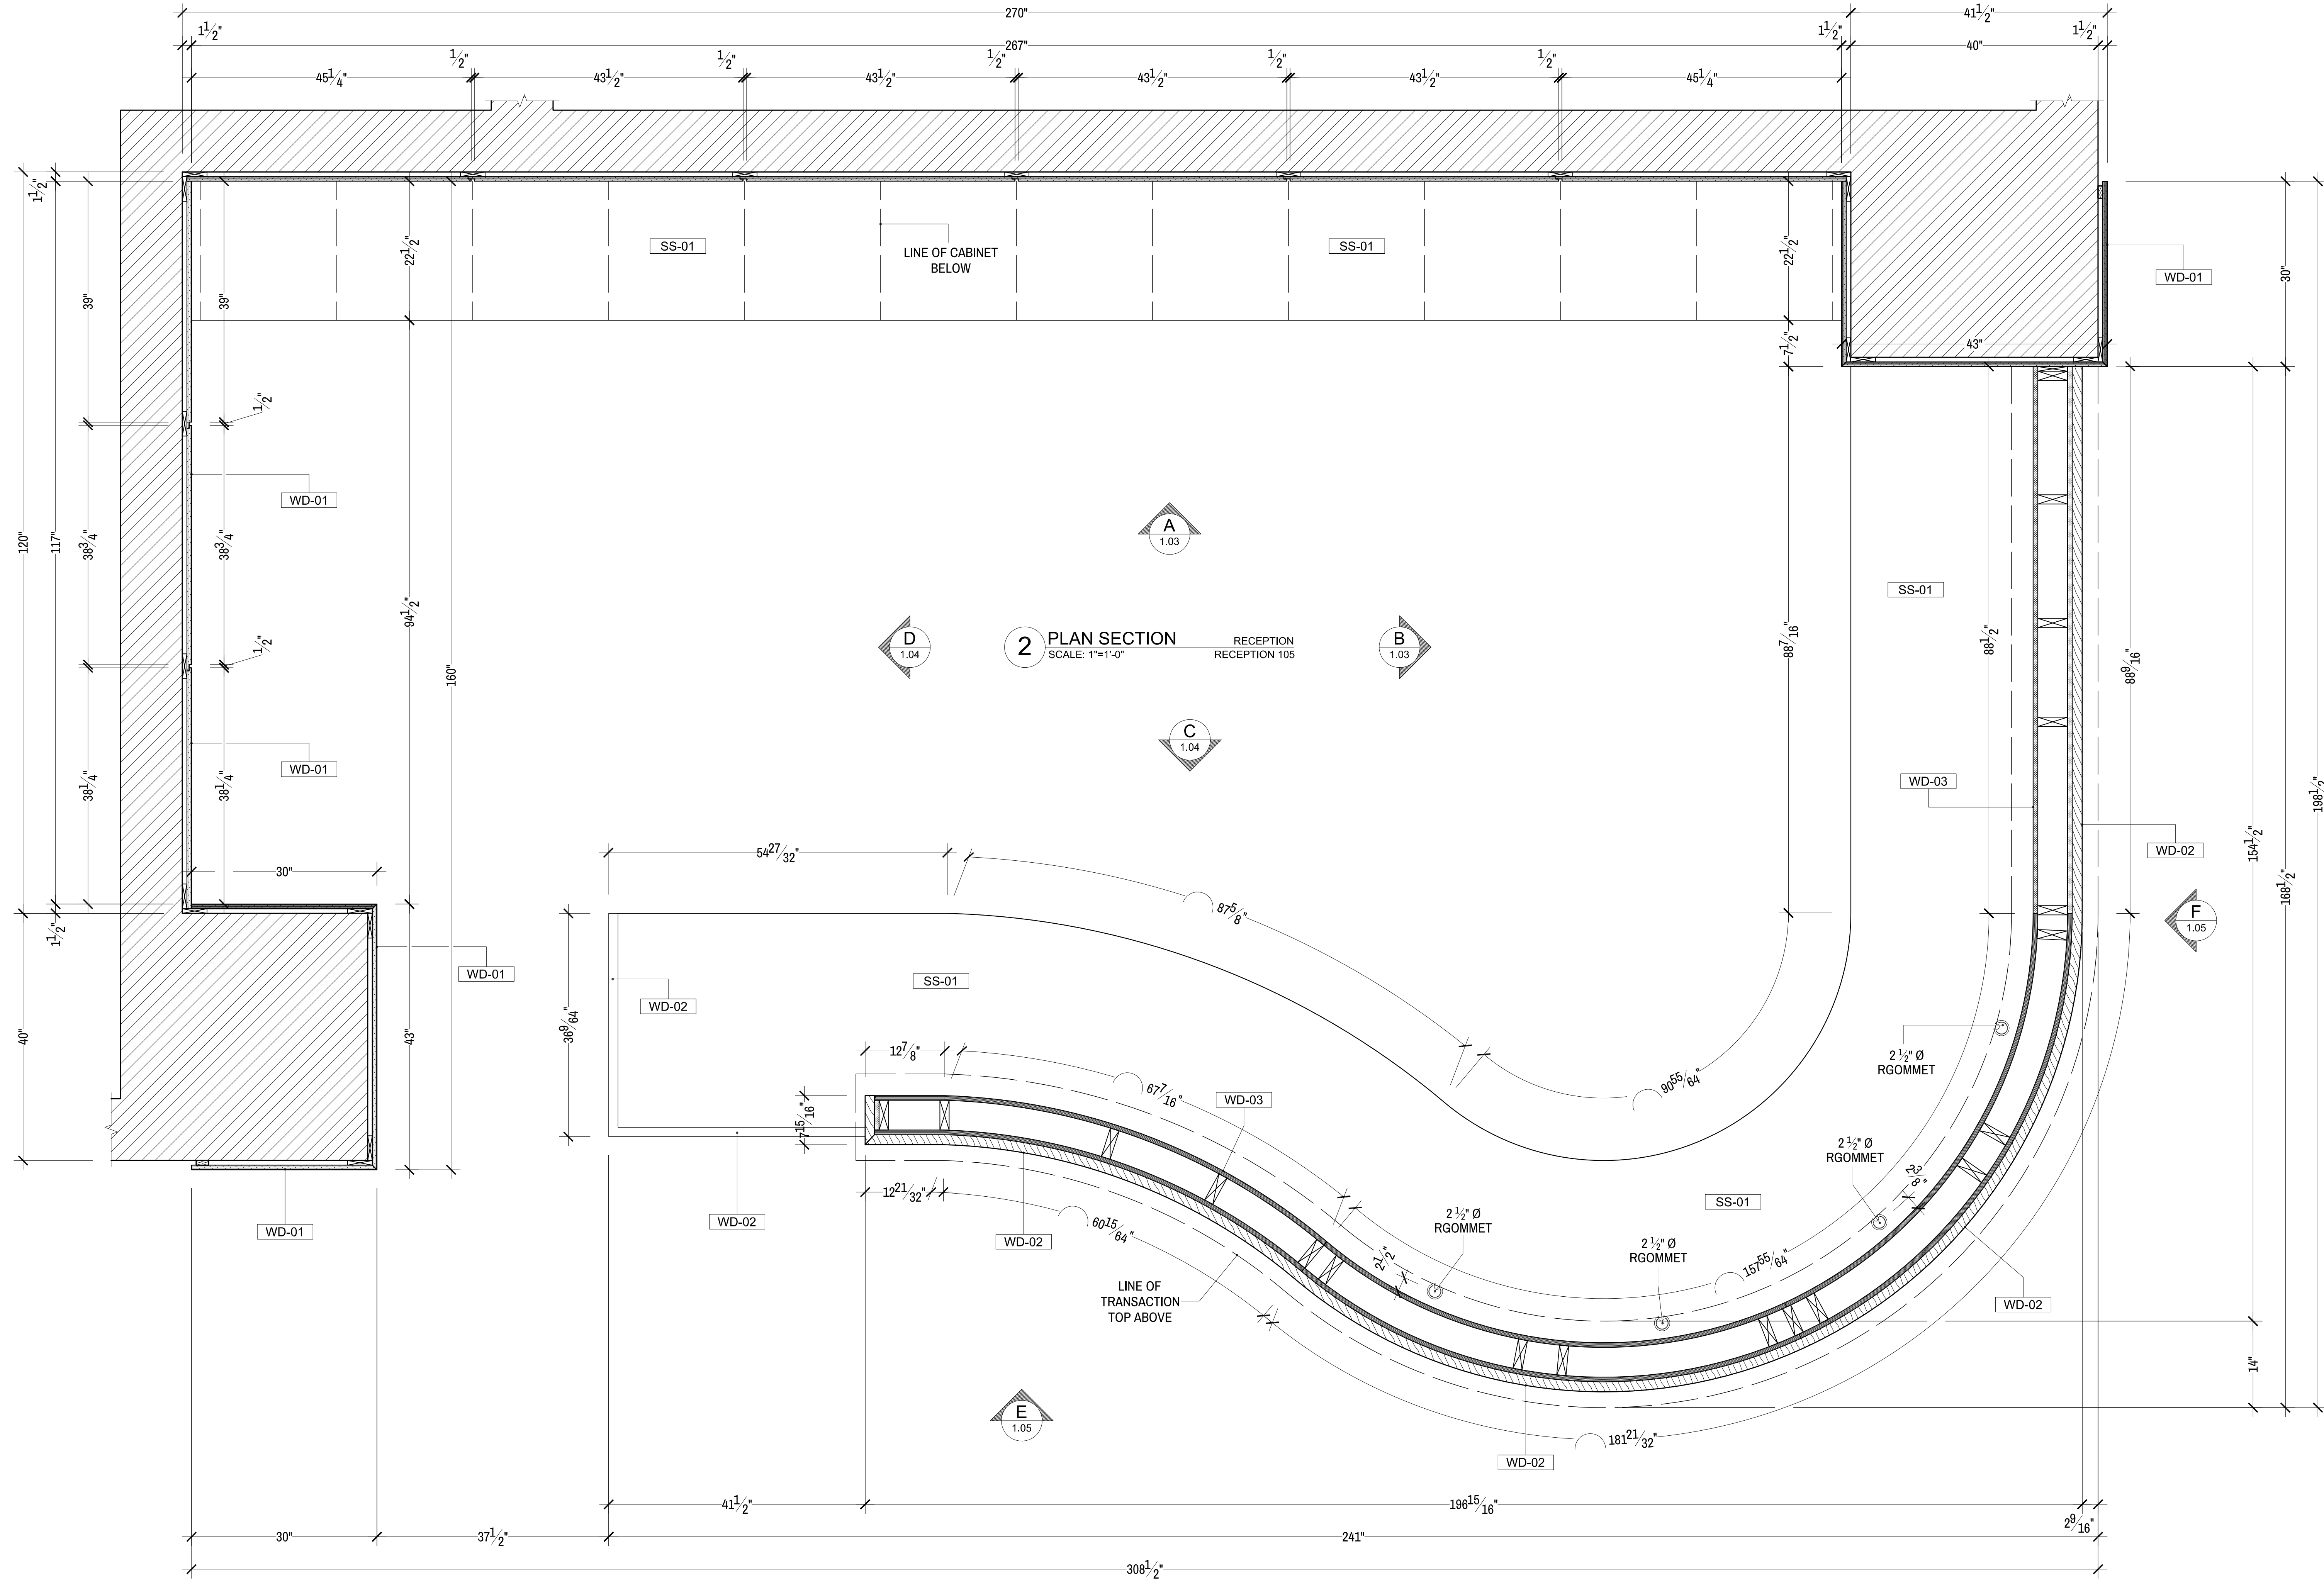 270"
41 1/2"
1 1/2"
267"
1 1/2"
40"
1 1/2"
1/2"
1/2"
1/2"
1/2"
1/2"
45 1/4"
43 1/2"
43 1/2"
43 1/2"
43 1/2"
45 1/4"
1 1/2"
39"
39"
22 1/2"
SS-01
LINE OF CABINET
BELOW
SS-01
22 1/2"
WD-01
30"
7 1/2"
43"
1/2"
WD-01
120"
117"
38 3/4"
38 3/4"
94 1/2"
A
1.03
SS-01
D
1.04
2
PLAN SECTION
RECEPTION
SCALE: 1"=1'-0"
RECEPTION 105
B
1.03
1/2"
160"
88 7/16"
88 1/2"
88 9/16"
C
1.04
WD-01
38 1/4"
38 1/4"
WD-03
198 1/2"
54 27/32"
WD-02
154 1/2"
168 1/2"
30"
87 5/8"
F
1.05
1 1/2"
WD-01
SS-01
WD-02
40"
43"
36 9/64"
2 1/2" Ø
RGOMMET
12 7/8"
67 7/16"
90 55/64"
WD-03
7 15/16"
2 1/2" Ø
RGOMMET
2 3/8"
12 21/32"
SS-01
WD-01
WD-02
60 15/64"
WD-02
2 1/2" Ø
RGOMMET
2 1/2" Ø
RGOMMET
2 1/2"
157 55/64"
LINE OF
TRANSACTION
TOP ABOVE
WD-02
14"
E
1.05
181 21/32"
WD-02
41 1/2"
196 15/16"
2 9/16"
30"
37 1/2"
241"
308 1/2"